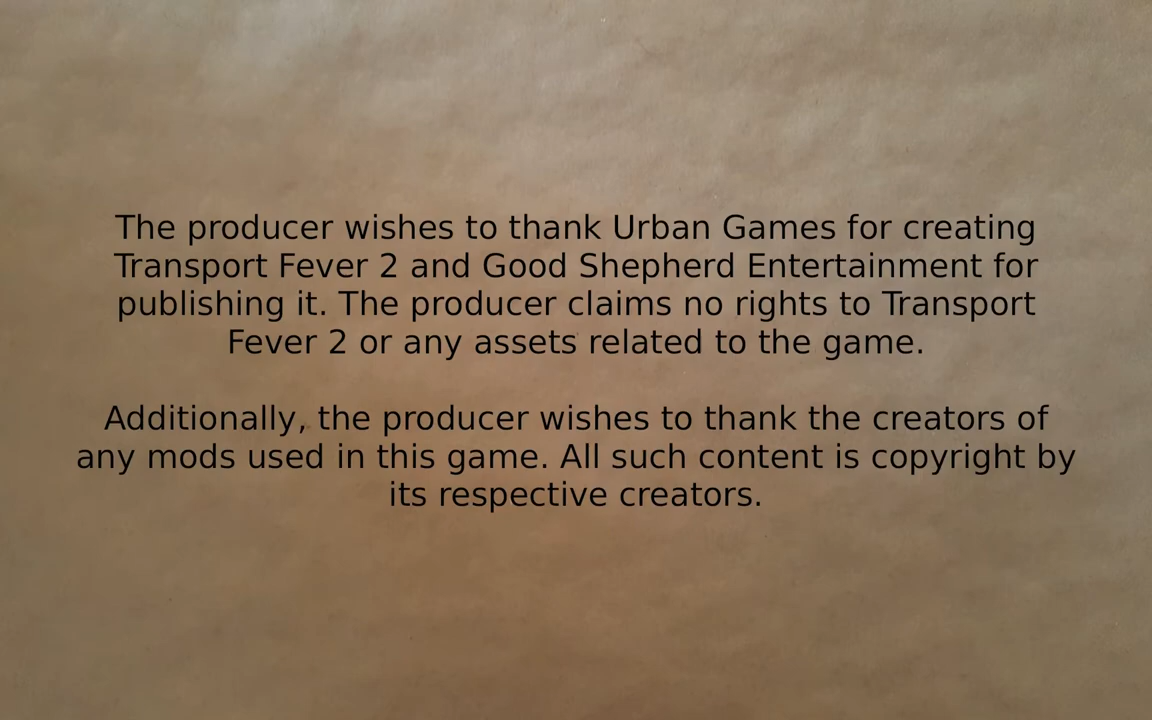 The producer wishes to thank Urban Games for creating
Transport Fever 2 and Good Shepherd Entertainment for
publishing it. The producer claims no rights to Transport
Fever 2 or any assets related to the game.
Additionally, the producer wishes to thank the creators of
any mods used in this game. All such content is copyright by
its respective creators.